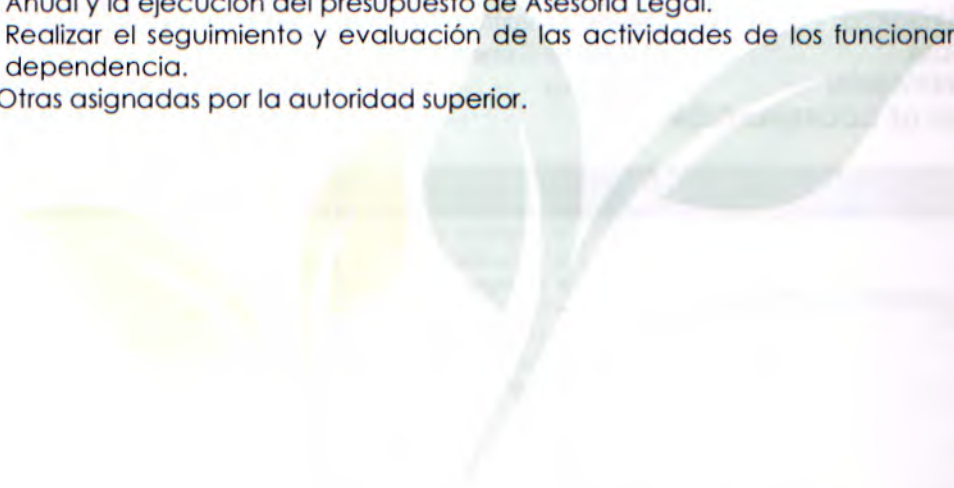 Anual y la ejecución del presupuesto de Asesoría Legal.
Realizar el seguimiento y evaluación de las actividades de los funcionar
dependencia.
Otras asignadas por la autoridad superior.